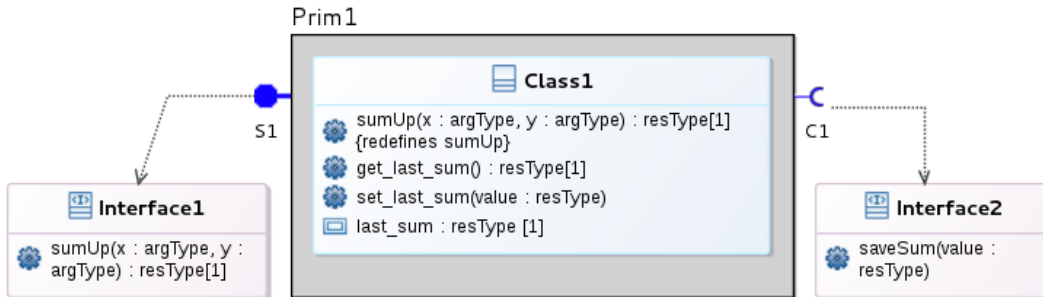 Prim1
Class1
sumUp(x : argType, y : argType) : resType[1]
{redefines sumUp}
get_last_sum() : resType[1]
set_last_sum(value : resType)
last_sum : resType [1]
S1
C1
<I>
Interface1
sumUp(x : argType, y :
argType) : resType[1]
<I>
Interface2
saveSum(value :
resType)